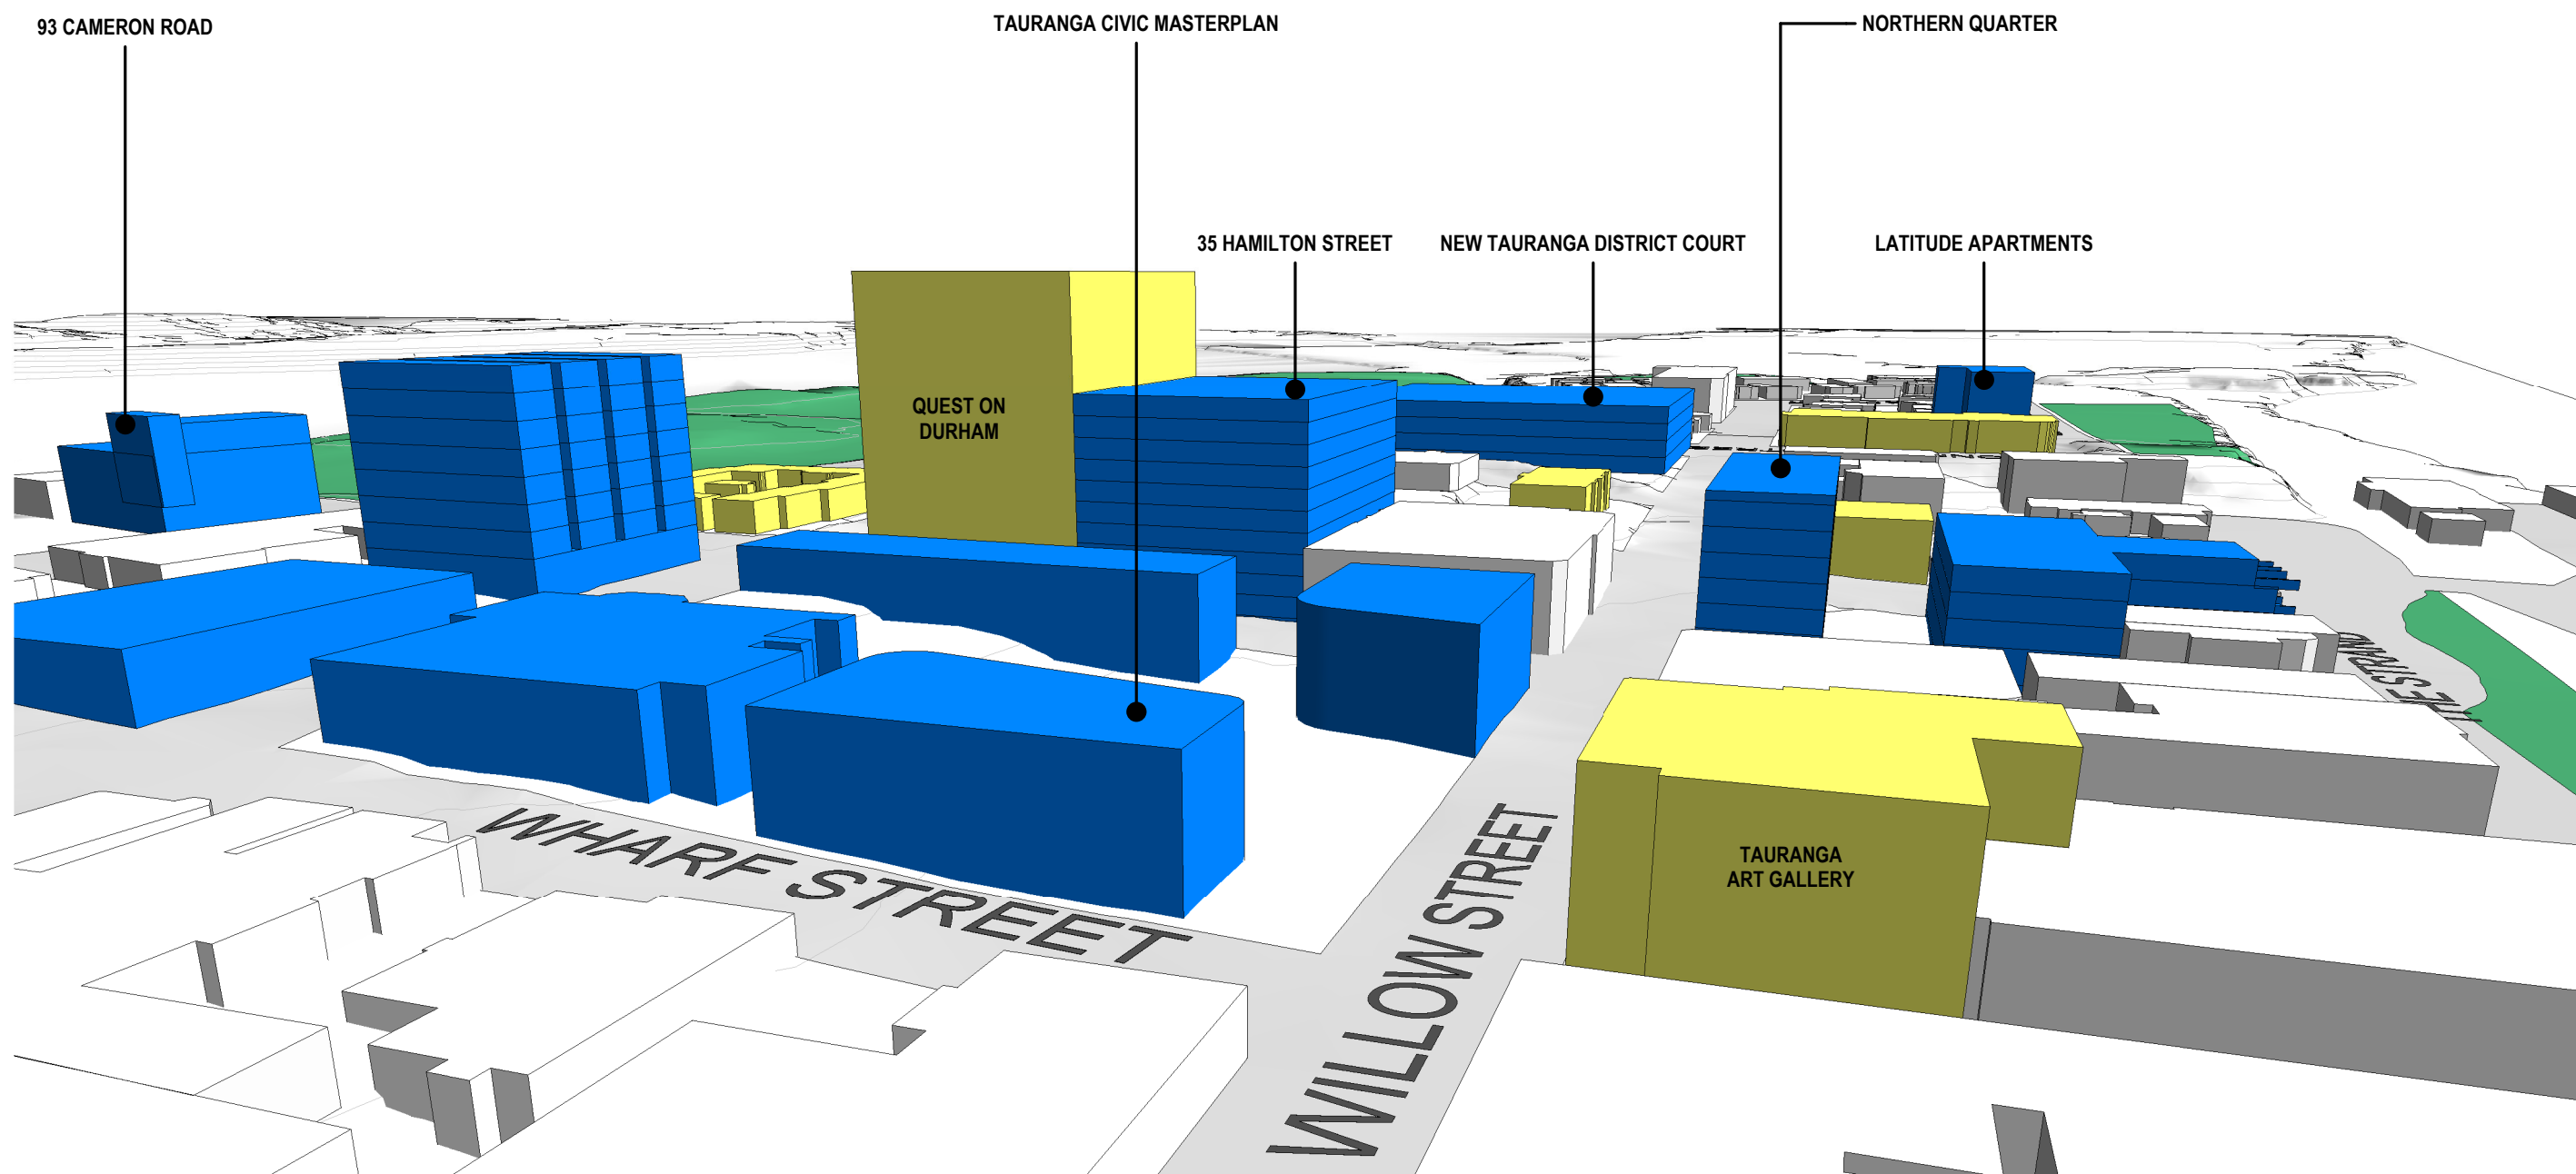 93 CAMERON ROAD
TAURANGA CIVIC MASTERPLAN
NORTHERN QUARTER
35 HAMILTON STREET
NEW TAURANGA DISTRICT COURT
LATITUDE APARTMENTS
QUEST ON
DURHAM
TAURANGA
ART GALLERY
WHARF STREET
WILLOW STREET
STRAND